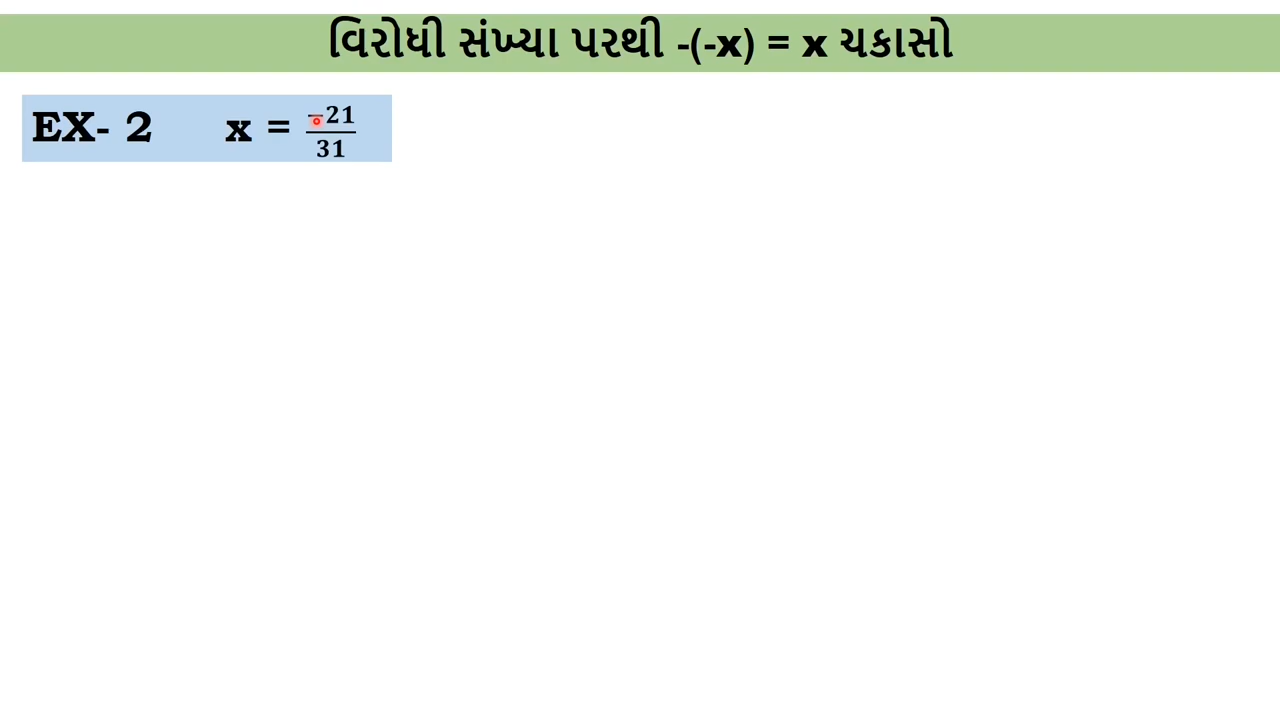 વિરોધી સંખ્યા પરથી -(-x) = x ચકાસો
EX- 2 x = −21/31